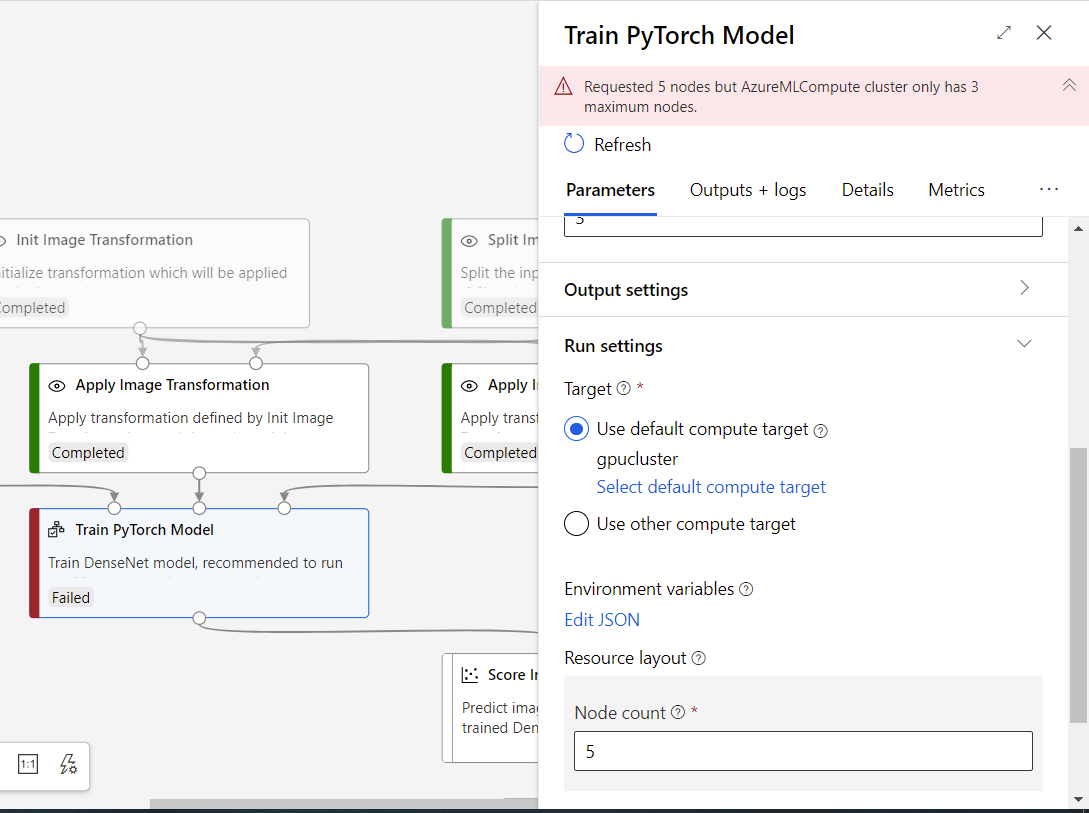 Train PyTorch Model
Requested 5 nodes but AzureMLCompute cluster only has 3
maximum nodes.
Refresh
Parameters Outputs + logs Details Metrics ...
Output settings
Run settings
Target *
Use default compute target
gpucluster
Select default compute target
Use other compute target
Environment variables
Edit JSON
Resource layout
Node count *
5
Init Image Transformation
itialize transformation which will be applied
ompleted
Split Im
Split the inp
Completed
Apply Image Transformation
Apply transformation defined by Init Image
Completed
Apply I
Apply transf
Completed
Train PyTorch Model
Train DenseNet model, recommended to run
Failed
Score Ir
Predict imag
trained Den
1:1